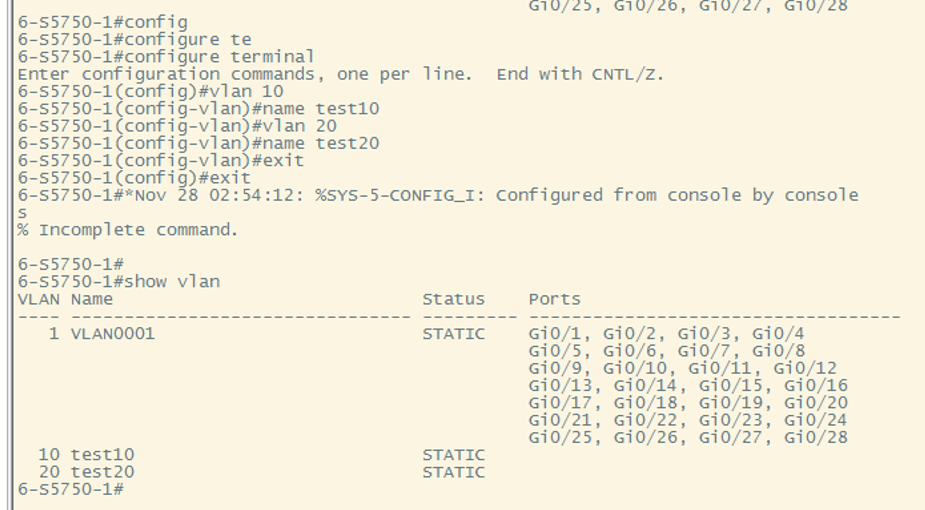 Gi0/25, Gi0/26, Gi0/27, Gi0/28
6-S5750-1#config
6-S5750-1#configure te
6-S5750-1#configure terminal
Enter configuration commands, one per line.  End with CNTL/Z.
6-S5750-1(config)#vlan 10
6-S5750-1(config-vlan)#name test10
6-S5750-1(config-vlan)#vlan 20
6-S5750-1(config-vlan)#name test20
6-S5750-1(config-vlan)#exit
6-S5750-1(config)#exit
6-S5750-1#*Nov 28 02:54:12: %SYS-5-CONFIG_I: Configured from console by console
s
% Incomplete command.
6-S5750-1#
6-S5750-1#show vlan
VLAN Name                             Status    Ports
---- -------------------------------- --------- -----------------------------------
   1 VLAN0001                         STATIC    Gi0/1, Gi0/2, Gi0/3, Gi0/4
                                                Gi0/5, Gi0/6, Gi0/7, Gi0/8
                                                Gi0/9, Gi0/10, Gi0/11, Gi0/12
                                                Gi0/13, Gi0/14, Gi0/15, Gi0/16
                                                Gi0/17, Gi0/18, Gi0/19, Gi0/20
                                                Gi0/21, Gi0/22, Gi0/23, Gi0/24
                                                Gi0/25, Gi0/26, Gi0/27, Gi0/28
  10 test10                           STATIC
  20 test20                           STATIC
6-S5750-1#